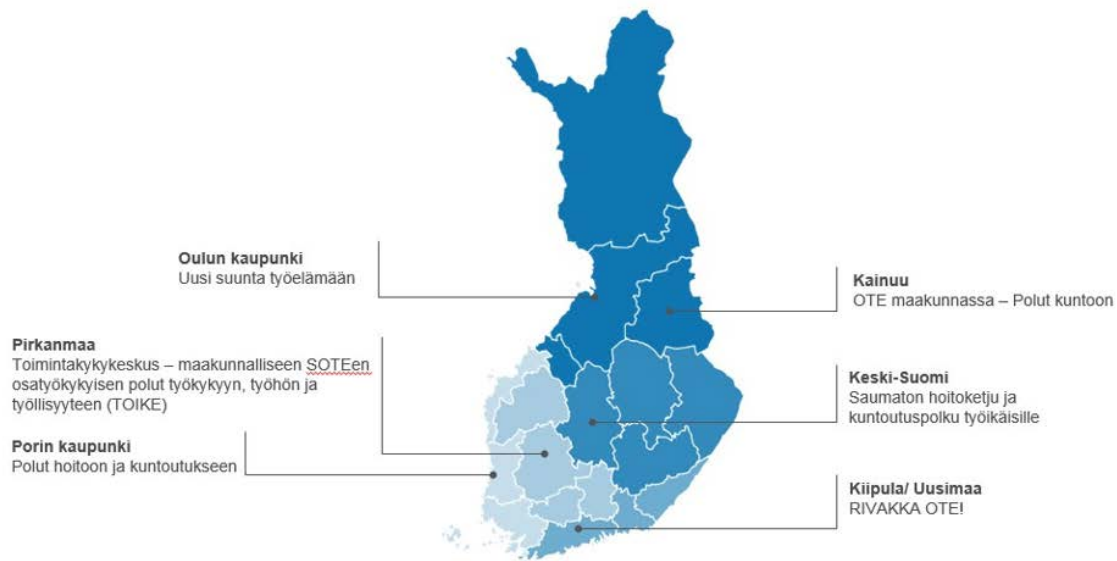 Oulun kaupunki
Uusi suunta työelämään
Kainuu
OTE maakunnassa – Polut kuntoon
Pirkanmaa
Toimintakykykeskus – maakunnalliseen SOTEen
osatyökykyisen polut työkykyyn, työhön ja
työllisyyteen (TOIKE)
Keski-Suomi
Saumaton hoitoketju ja
kuntoutuspolku työikäisille
Porin kaupunki
Polut hoitoon ja kuntoutukseen
Kiipula/ Uusimaa
RIVAKKA OTE!